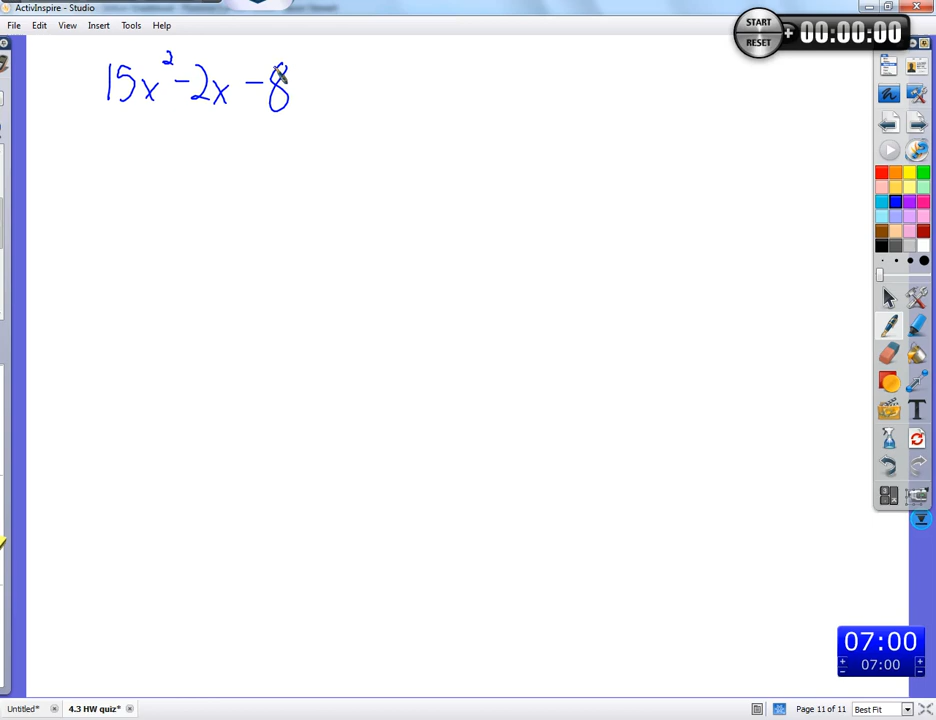 ActivInspire - Studio
File Edit View Insert Tools Help
START
RESET
00:00:00
15x² -2x -8
T
07:00
07:00
Untitled*
4.3 HW quiz*
Page 11 of 11
Best Fit